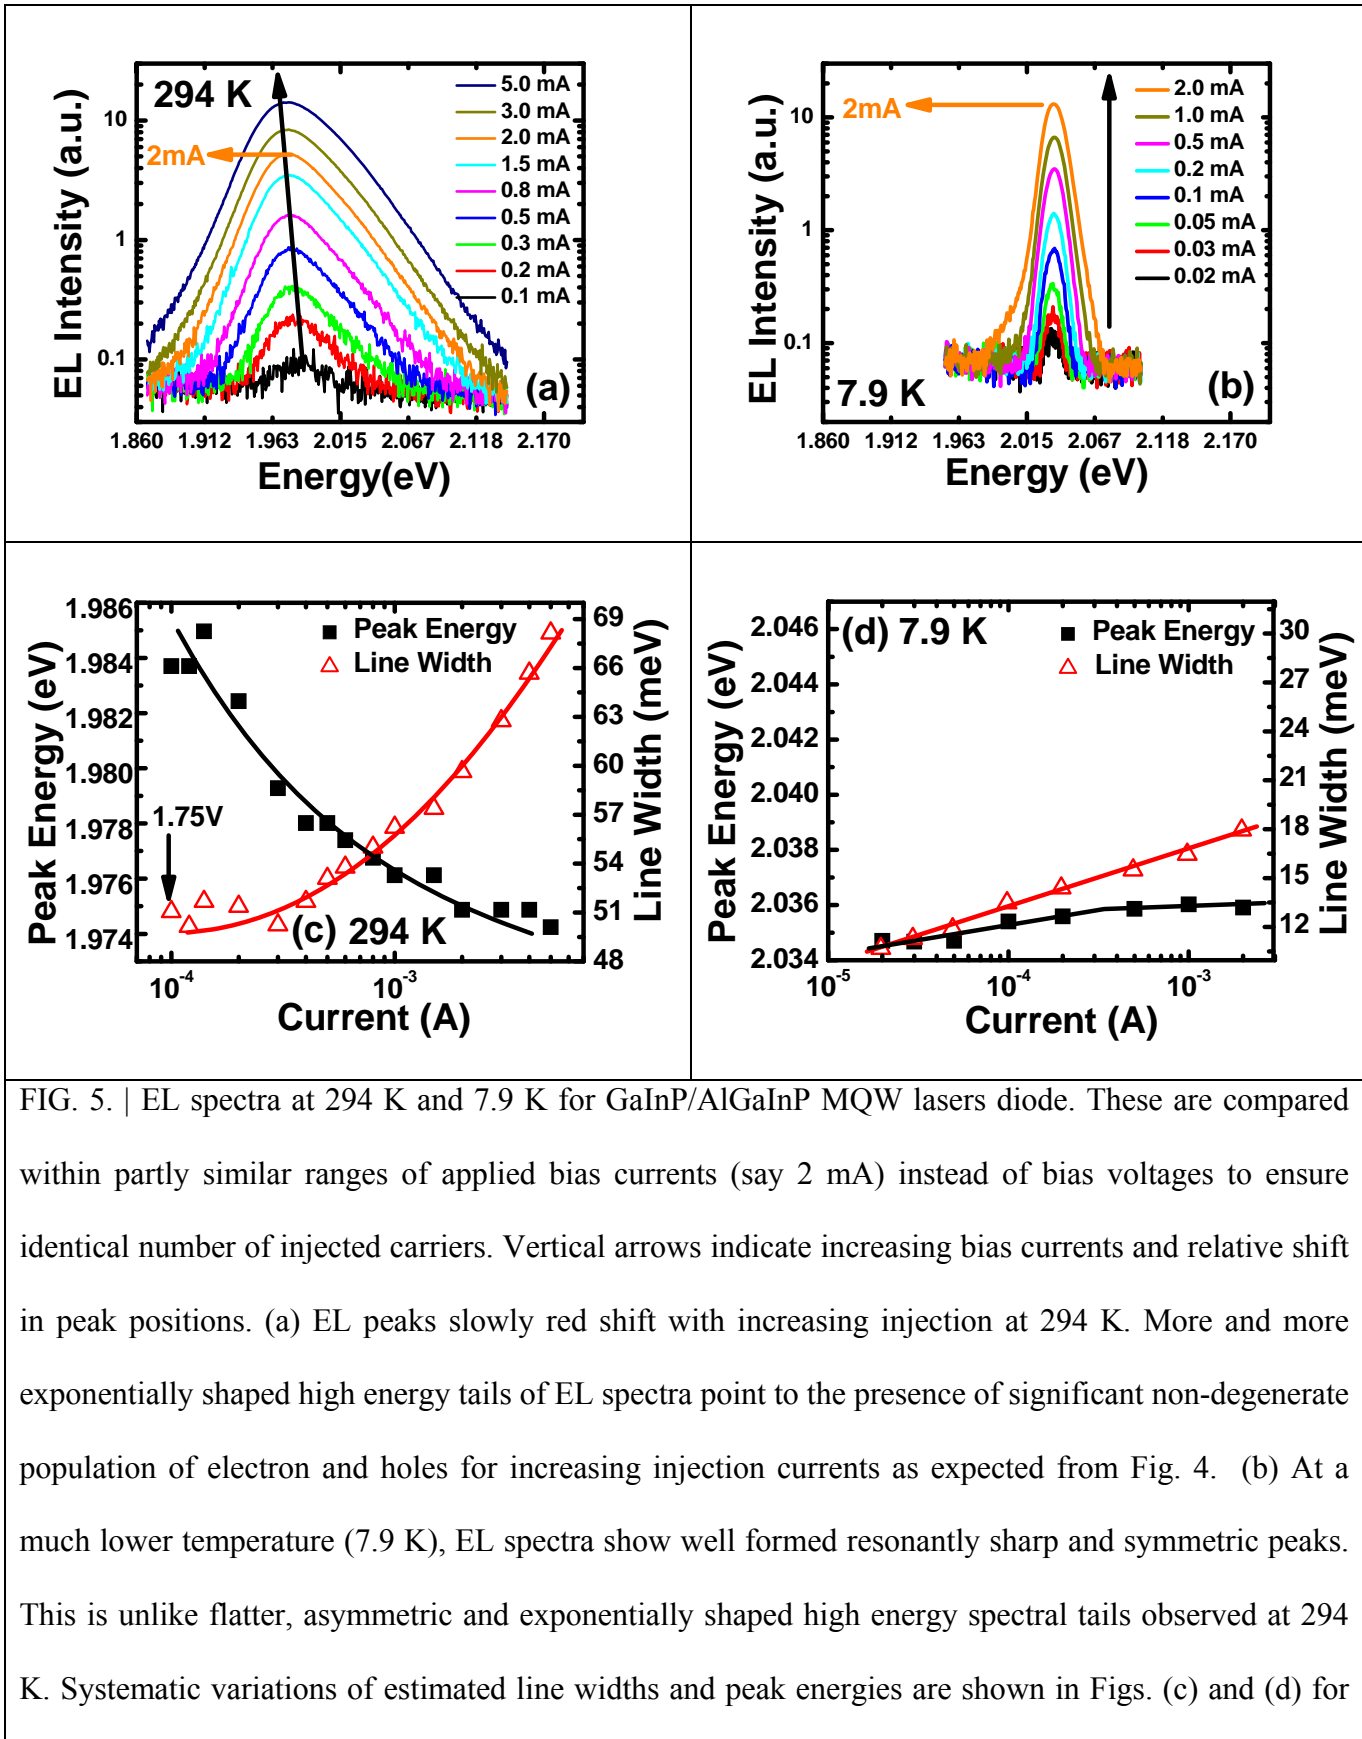 294 K
5.0 mA
3.0 mA
2.0 mA
1.5 mA
0.8 mA
0.5 mA
0.3 mA
0.2 mA
0.1 mA
2mA
(a)
EL Intensity (a.u.)
10
1
0.1
1.860 1.912 1.963 2.015 2.067 2.118 2.170
Energy(eV)
2.0 mA
1.0 mA
0.5 mA
0.2 mA
0.1 mA
0.05 mA
0.03 mA
0.02 mA
2mA
7.9 K
(b)
EL Intensity (a.u.)
10
1
0.1
1.860 1.912 1.963 2.015 2.067 2.118 2.170
Energy (eV)
Peak Energy
Line Width
1.75V
(c) 294 K
Peak Energy (eV)
1.986
1.984
1.982
1.980
1.978
1.976
1.974
Line Width (meV)
69
66
63
60
57
54
51
48
10-4 10-3
Current (A)
(d) 7.9 K
Peak Energy
Line Width
Peak Energy (eV)
2.046
2.044
2.042
2.040
2.038
2.036
2.034
Line Width (meV)
30
27
24
21
18
15
12
10-5 10-4 10-3
Current (A)
FIG. 5. | EL spectra at 294 K and 7.9 K for GaInP/AlGaInP MQW lasers diode. These are compared
within partly similar ranges of applied bias currents (say 2 mA) instead of bias voltages to ensure
identical number of injected carriers. Vertical arrows indicate increasing bias currents and relative shift
in peak positions. (a) EL peaks slowly red shift with increasing injection at 294 K. More and more
exponentially shaped high energy tails of EL spectra point to the presence of significant non-degenerate
population of electron and holes for increasing injection currents as expected from Fig. 4. (b) At a
much lower temperature (7.9 K), EL spectra show well formed resonantly sharp and symmetric peaks.
This is unlike flatter, asymmetric and exponentially shaped high energy spectral tails observed at 294
K. Systematic variations of estimated line widths and peak energies are shown in Figs. (c) and (d) for